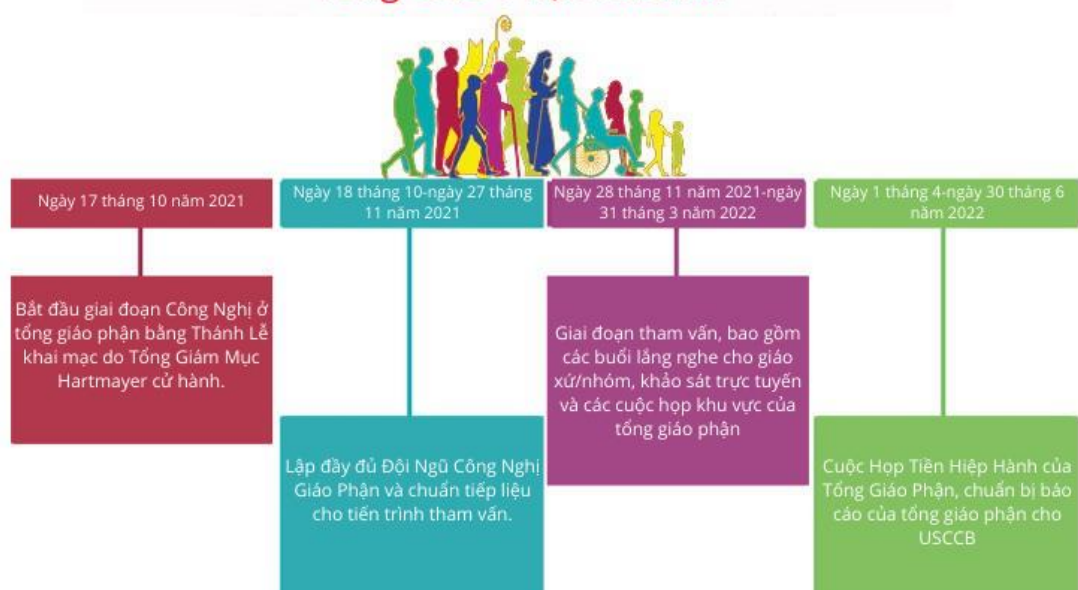 Ngày 17 tháng 10 năm 2021
Ngày 18 tháng 10-ngày 27 tháng
11 năm 2021
Ngày 28 tháng 11 năm 2021-ngày
31 tháng 3 năm 2022
Ngày 1 tháng 4-ngày 30 tháng 6
năm 2022
Bắt đầu giai đoạn Công Nghị ở
tổng giáo phận bằng Thánh Lễ
khai mạc do Tổng Giám Mục
Hartmayer cử hành.
Lập đầy đủ Đội Ngũ Công Nghị
Giáo Phận và chuẩn tiếp liệu
cho tiến trình tham vấn.
Giai đoạn tham vấn, bao gồm
các buổi lắng nghe cho giáo
xứ/nhóm, khảo sát trực tuyến
và các cuộc họp khu vực của
tổng giáo phận
Cuộc Họp Tiền Hiệp Hành của
Tổng Giáo Phận, chuẩn bị báo
cáo của tổng giáo phận cho
USCCB